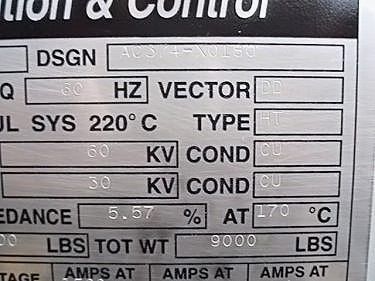 tion & Control
DSGN AC374-X0190
Q 60 HZ VECTOR DD
UL SYS 220°C TYPE HT
60 KV COND CU
30 KV COND CU
EDANCE 5.57 % AT 170 °C
00 LBS TOT WT 9000 LBS
TAGE AMPS AT AMPS AT AMPS AT